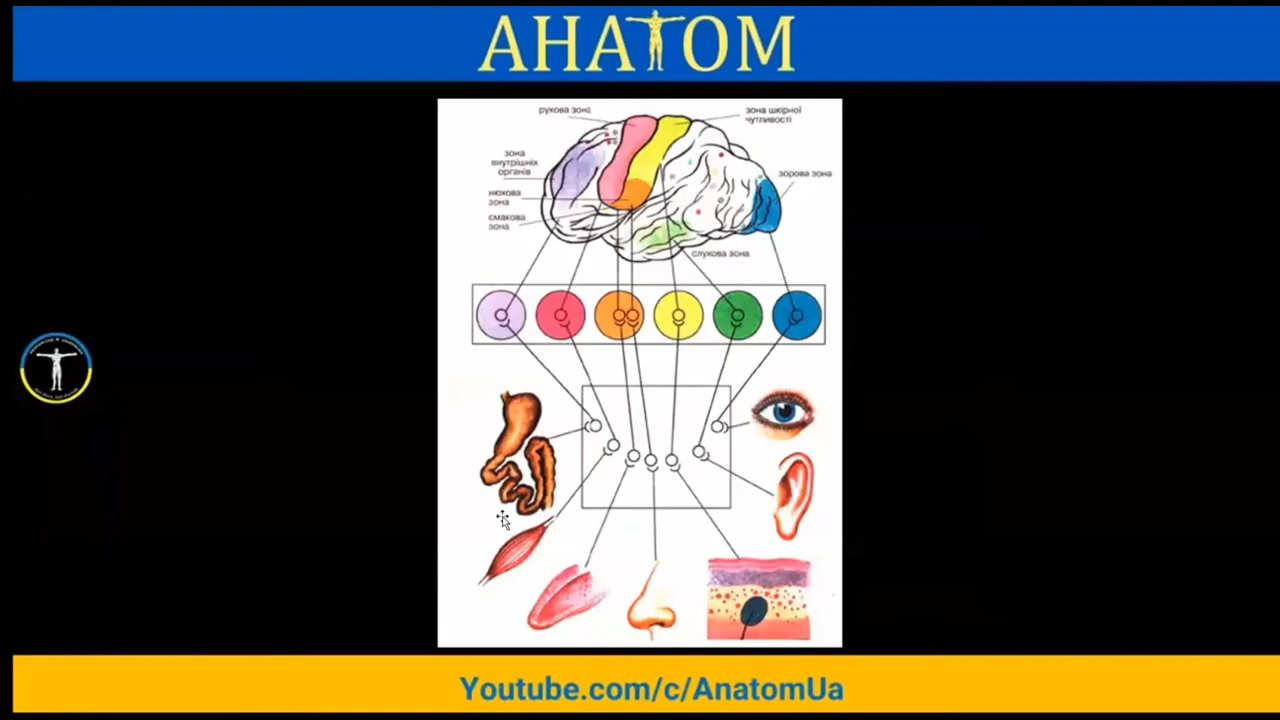 АНАТОМ
рухова зона
зона шкірної
чутливості
зона
внутрішніх
органів
зорова зона
нюхова
зона
смакова
зона
слухова зона
Youtube.com/c/AnatomUa